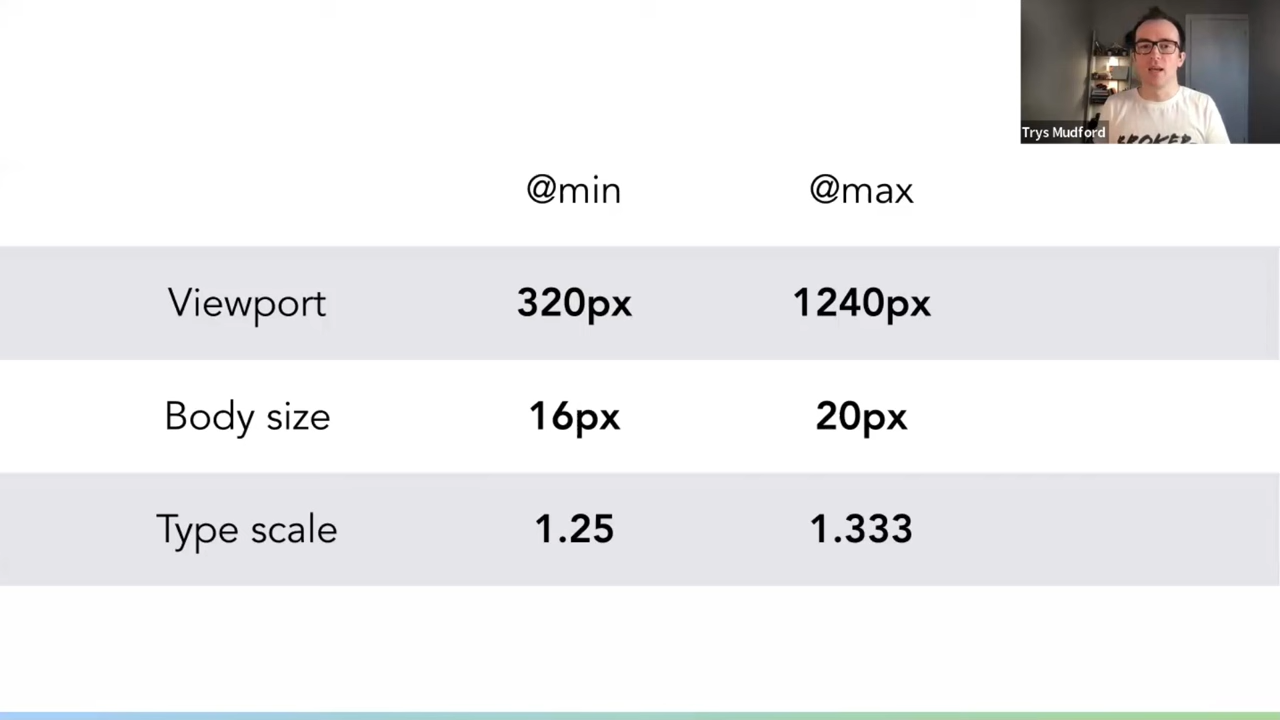 Trys Mudford
@min @max
Viewport 320px 1240px
Body size 16px 20px
Type scale 1.25 1.333